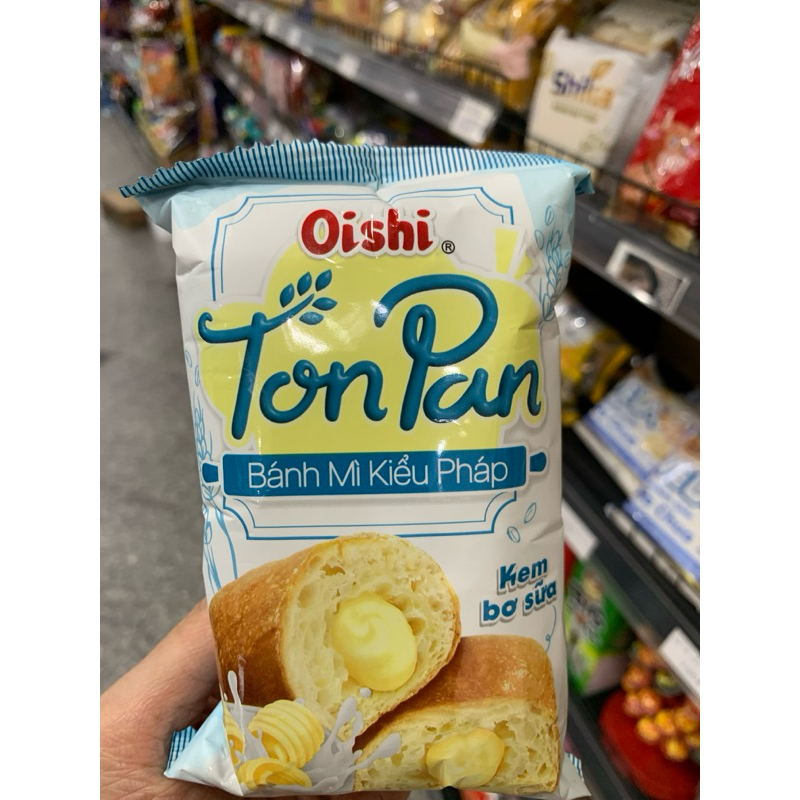 Oishi®
Ton Pan
Bánh Mì Kiểu Pháp
Kem
bơ sữa